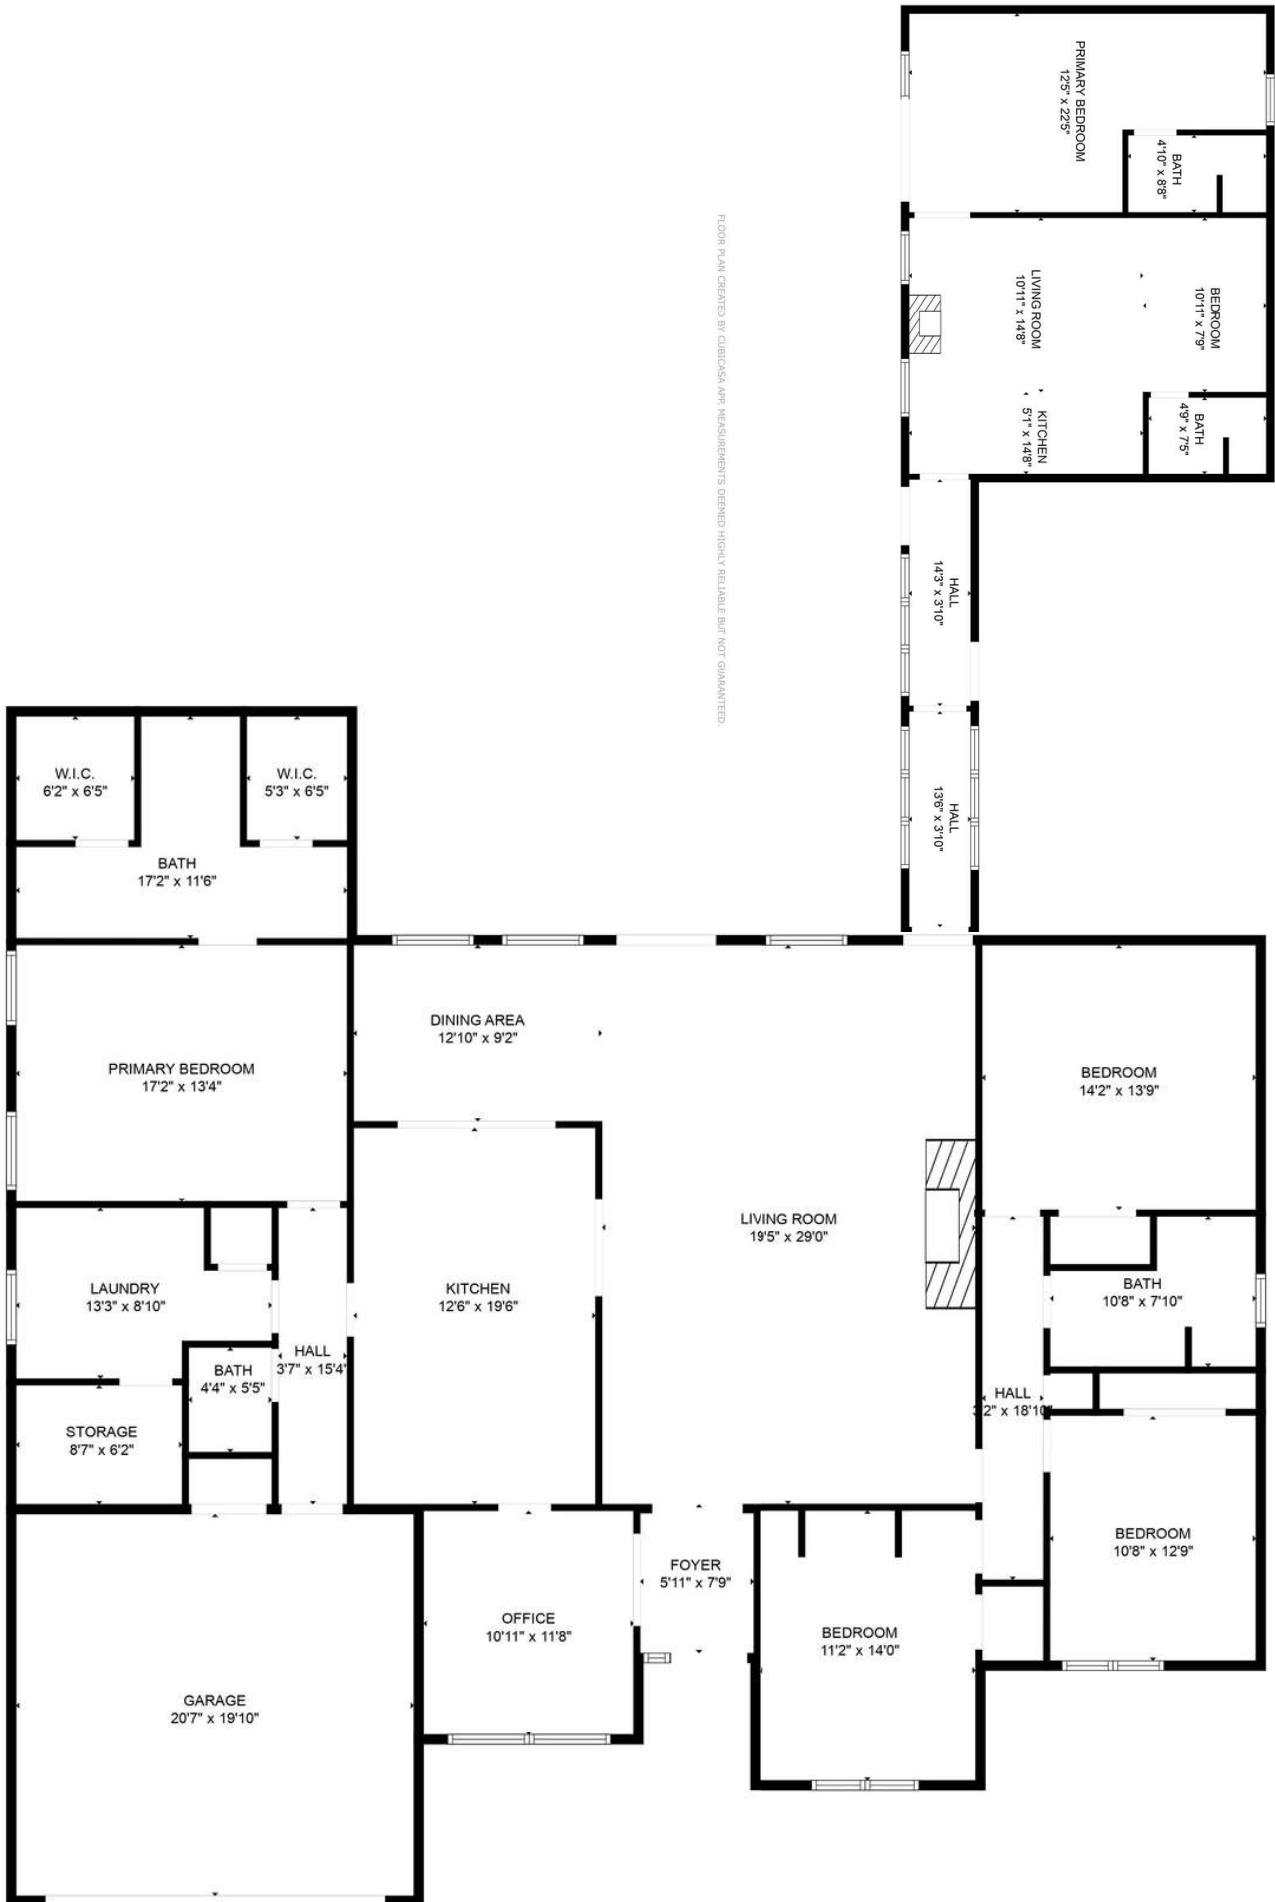 PRIMARY BEDROOM
12'5" x 22'5"
BATH
4'10" x 8'8"
LIVING ROOM
10'11" x 14'8"
BEDROOM
10'11" x 7'9"
KITCHEN
5'1" x 14'8"
BATH
4'9" x 7'5"
FLOOR PLAN CREATED BY CUBICASA APP. MEASUREMENTS DEEMED HIGHLY RELIABLE BUT NOT GUARANTEED.
HALL
14'3" x 3'10"
HALL
13'6" x 3'10"
W.I.C.
6'2" x 6'5"
W.I.C.
5'3" x 6'5"
BATH
17'2" x 11'6"
PRIMARY BEDROOM
17'2" x 13'4"
DINING AREA
12'10" x 9'2"
BEDROOM
14'2" x 13'9"
LIVING ROOM
19'5" x 29'0"
LAUNDRY
13'3" x 8'10"
KITCHEN
12'6" x 19'6"
BATH
10'8" x 7'10"
HALL
3'7" x 15'4"
BATH
4'4" x 5'5"
HALL
3'2" x 18'10"
STORAGE
8'7" x 6'2"
BEDROOM
10'8" x 12'9"
FOYER
5'11" x 7'9"
OFFICE
10'11" x 11'8"
BEDROOM
11'2" x 14'0"
GARAGE
20'7" x 19'10"